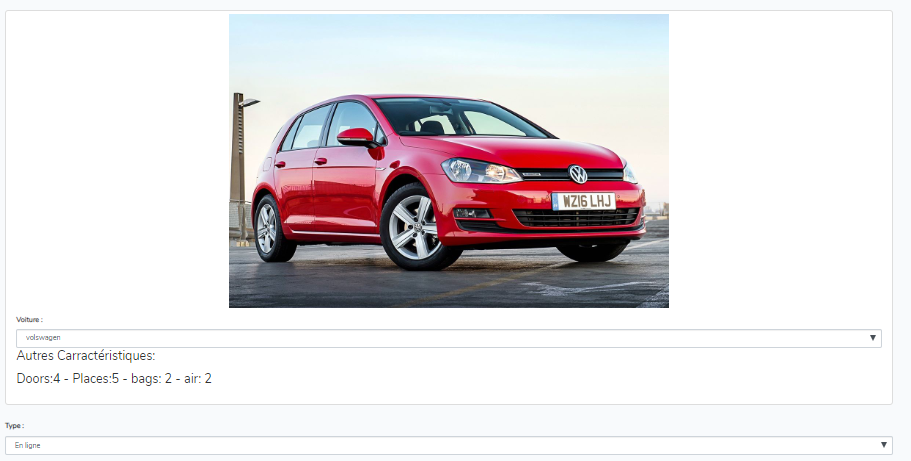 WZ16 LHJ
Voiture :
volswagen
Autres Carractéristiques:
Doors:4 - Places:5 - bags: 2 - air: 2
Type :
En ligne